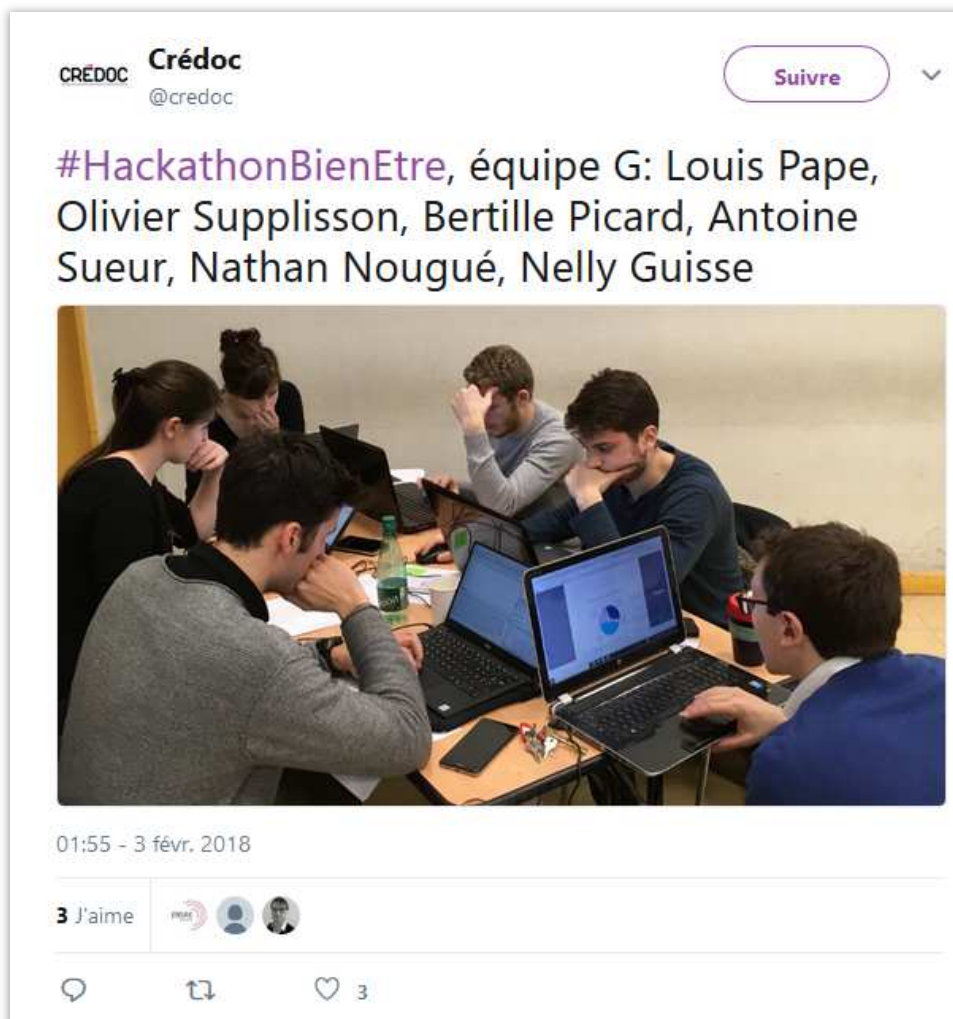 CRÉDOC
Crédoc
@credoc
Suivre
#HackathonBienEtre, équipe G: Louis Pape,
Olivier Supplisson, Bertille Picard, Antoine
Sueur, Nathan Nougué, Nelly Guisse
01:55 - 3 févr. 2018
3 J'aime
3